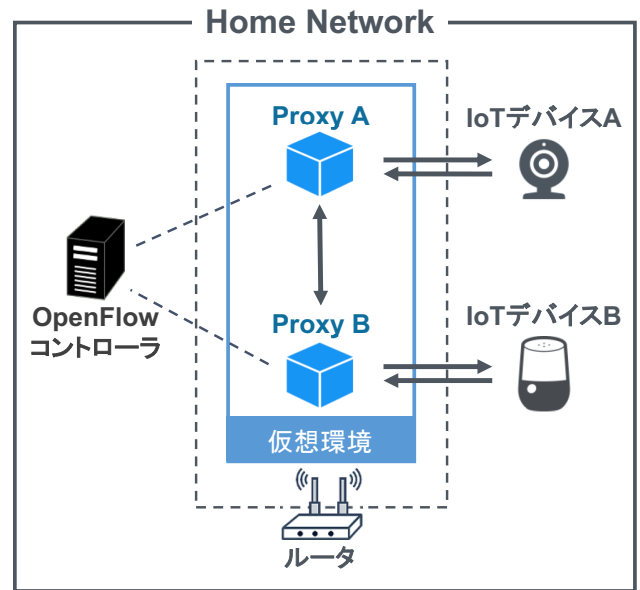 Home Network
Proxy A
IoTデバイスA
OpenFlow
コントローラ
Proxy B
IoTデバイスB
仮想環境
ルータ